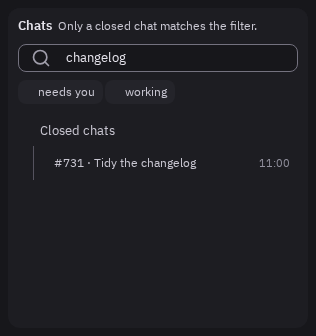 Chats Only a closed chat matches the filter.
changelog
needs you working
Closed chats
#731 · Tidy the changelog 11:00